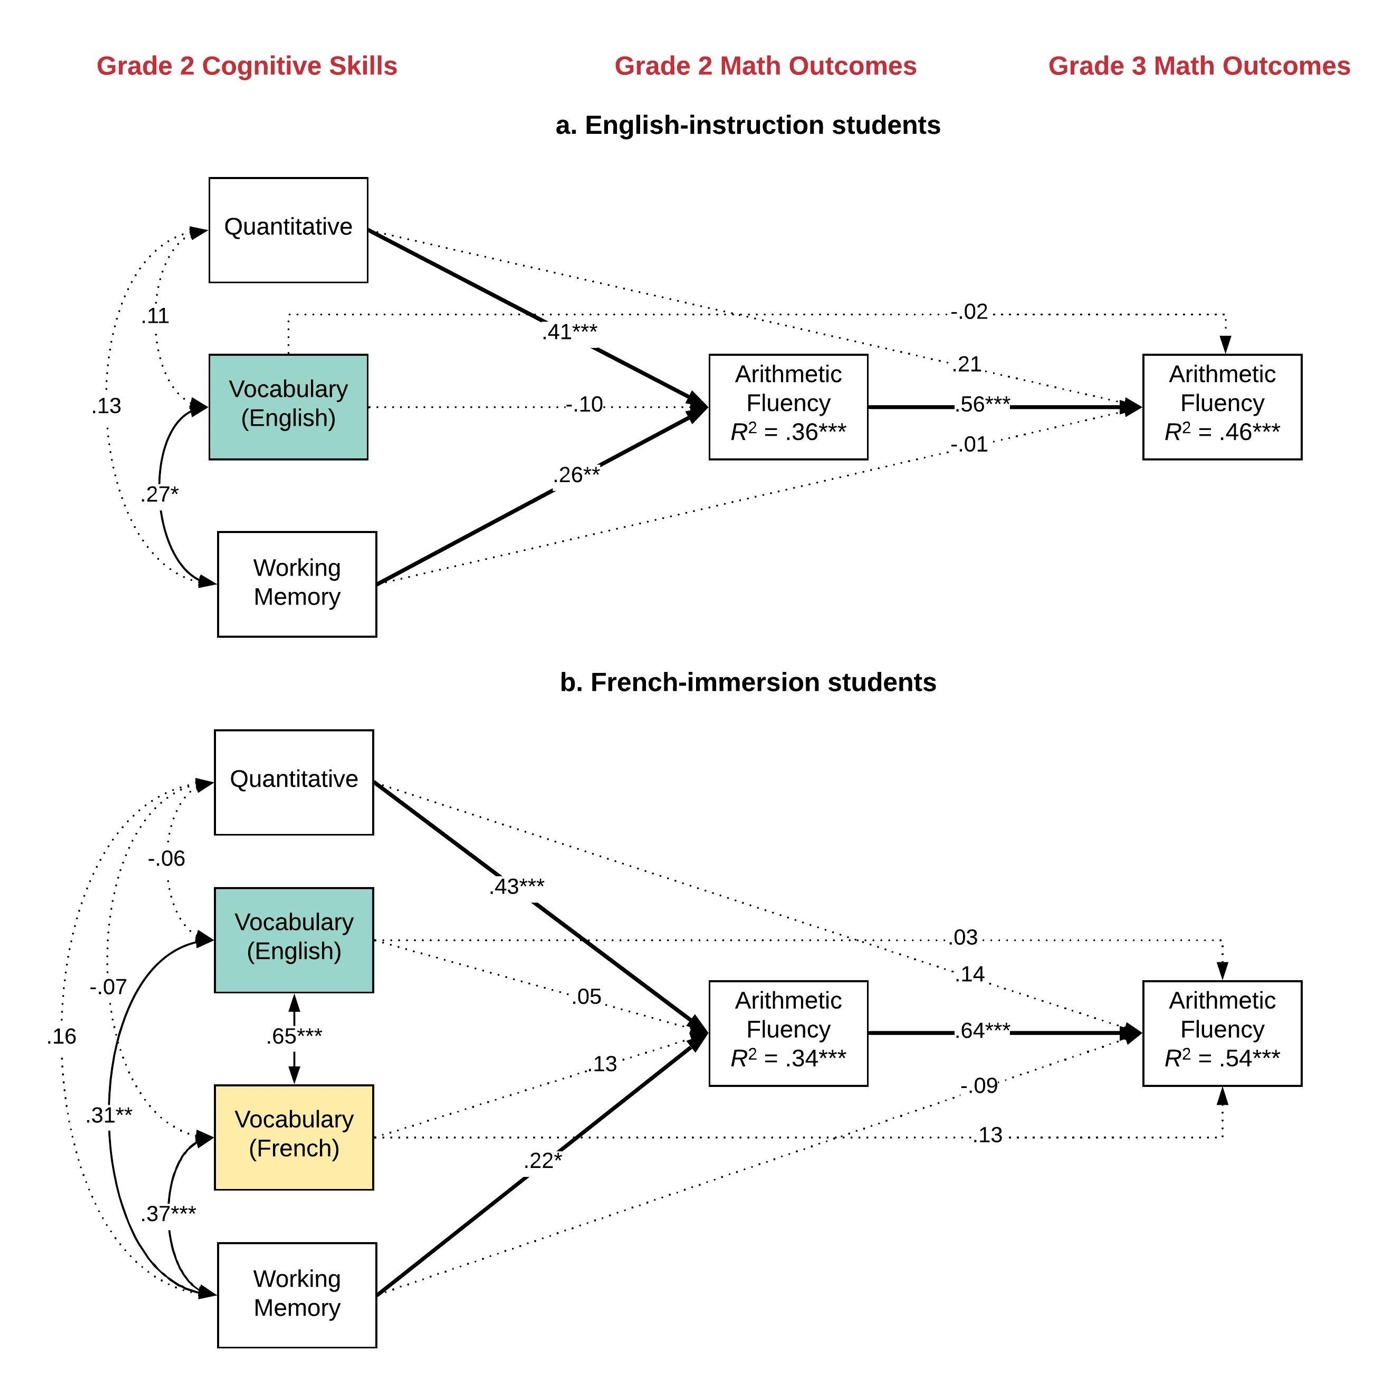 Grade 2 Cognitive Skills
Grade 2 Math Outcomes
Grade 3 Math Outcomes
a. English-instruction students
Quantitative
.11
.13
Vocabulary
(English)
.27*
Working
Memory
.41***
-.10
.26**
Arithmetic
Fluency
R² = .36***
-.02
.21
.56***
-.01
Arithmetic
Fluency
R² = .46***
b. French-immersion students
Quantitative
-.06
Vocabulary
(English)
-.07
.16
.65***
.31**
Vocabulary
(French)
.37***
Working
Memory
.43***
.05
.13
.22*
Arithmetic
Fluency
R² = .34***
.03
.14
.64***
-.09
.13
Arithmetic
Fluency
R² = .54***